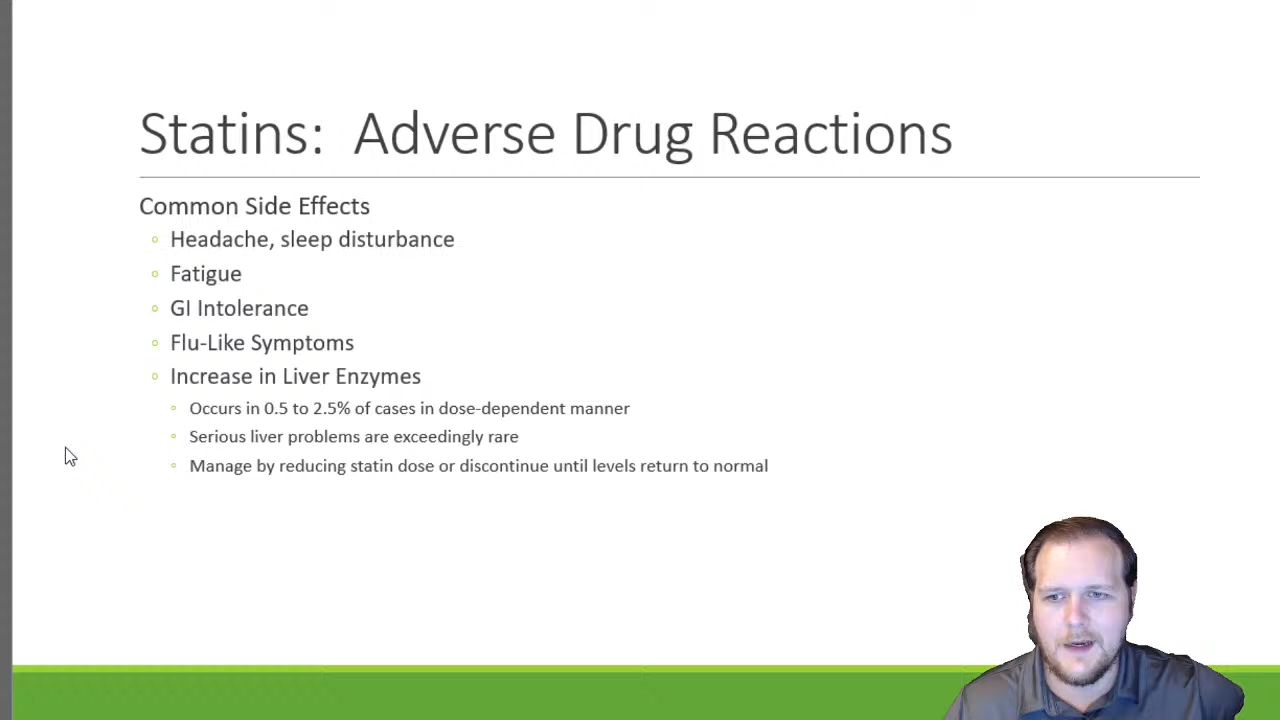 Statins: Adverse Drug Reactions
Common Side Effects
Headache, sleep disturbance
Fatigue
GI Intolerance
Flu-Like Symptoms
Increase in Liver Enzymes
Occurs in 0.5 to 2.5% of cases in dose-dependent manner
Serious liver problems are exceedingly rare
Manage by reducing statin dose or discontinue until levels return to normal